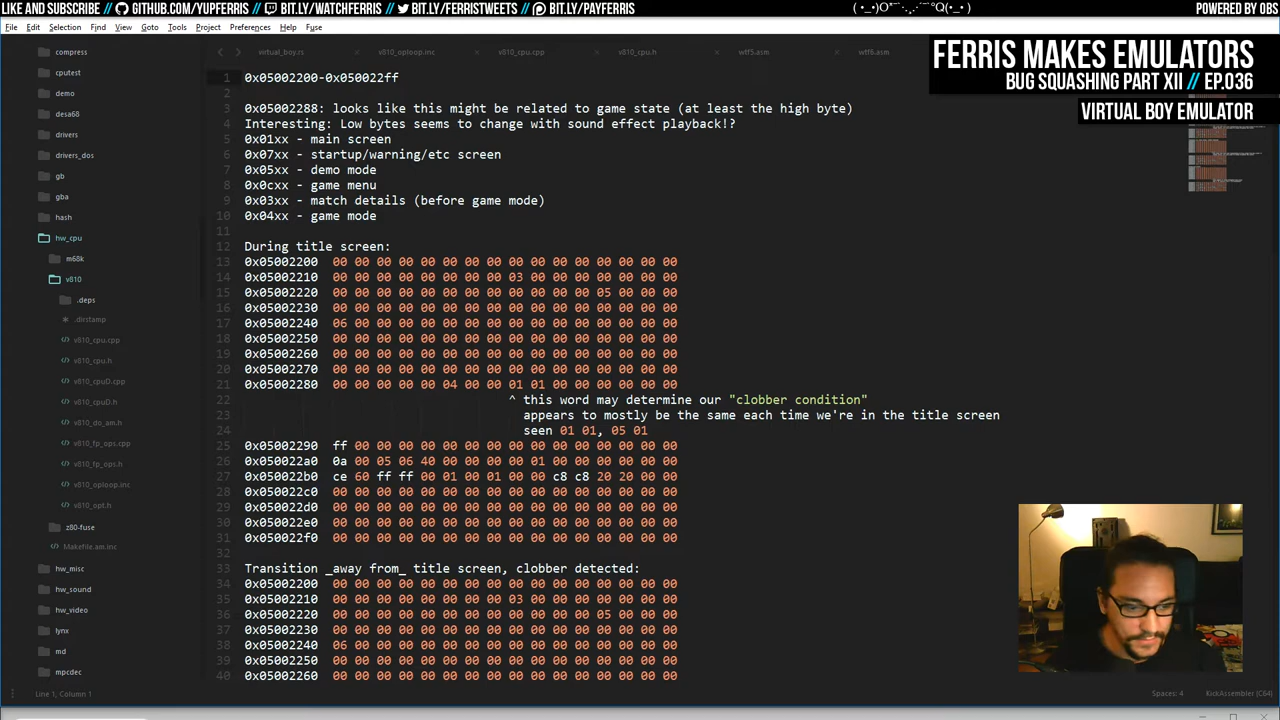 LIKE AND SUBSCRIBE // GITHUB.COM/YUPFERRIS // BIT.LY/WATCHFERRIS // BIT.LY/FERRISTWEETS // BIT.LY/PAYFERRIS
POWERED BY OBS
File Edit Selection Find View Goto Tools Project Preferences Help Fuse
FERRIS MAKES EMULATORS
BUG SQUASHING PART XII // EP.036
VIRTUAL BOY EMULATOR
virtual_boy.rs × v810_oploop.inc × v810_cpu.cpp × v810_cpu.h × wtf5.asm × wtf6.asm
compress
cputest
demo
desa68
drivers
drivers_dos
gb
gba
hash
hw_cpu
m68k
v810
.deps
.dirstamp
v810_cpu.cpp
v810_cpu.h
v810_cpuD.cpp
v810_cpuD.h
v810_do_am.h
v810_fp_ops.cpp
v810_fp_ops.h
v810_oploop.inc
v810_opt.h
z80-fuse
Makefile.am.inc
hw_misc
hw_sound
hw_video
lynx
md
mpcdec
1 0x05002200-0x050022ff
2
3 0x05002288: looks like this might be related to game state (at least the high byte)
4 Interesting: Low bytes seems to change with sound effect playback!?
5 0x01xx - main screen
6 0x07xx - startup/warning/etc screen
7 0x05xx - demo mode
8 0x0cxx - game menu
9 0x03xx - match details (before game mode)
10 0x04xx - game mode
11
12 During title screen:
13 0x05002200 00 00 00 00 00 00 00 00 00 00 00 00 00 00 03 00
14 0x05002210 00 00 00 00 00 00 00 00 03 00 00 00 00 00 03 00
15 0x05002220 00 00 00 00 00 00 00 00 00 00 00 00 05 00 00 00
16 0x05002230 00 00 00 00 00 00 00 00 00 00 00 00 00 00 00 00
17 0x05002240 06 00 00 00 00 00 00 00 00 00 00 00 00 00 00 00
18 0x05002250 00 00 00 00 00 00 00 00 00 00 00 00 00 00 00 00
19 0x05002260 00 00 00 00 00 00 00 00 00 00 00 00 00 00 00 00
20 0x05002270 00 00 00 00 00 00 00 00 00 00 00 00 00 00 00 00
21 0x05002280 00 00 00 00 00 04 00 00 01 01 00 00 00 00 00 00
22 ^ this word may determine our "clobber condition"
23 appears to mostly be the same each time we're in the title screen
24 seen 01 01, 05 01
25 0x05002290 ff 00 00 00 00 00 00 00 00 00 00 00 00 00 00 00
26 0x050022a0 0a 00 05 06 40 00 00 00 00 01 00 00 00 00 00 00
27 0x050022b0 ce 60 ff ff 00 01 00 01 00 00 c8 c8 20 20 00 00
28 0x050022c0 00 00 00 00 00 00 00 00 00 00 00 00 00 00 00 00
29 0x050022d0 00 00 00 00 00 00 00 00 00 00 00 00 00 00 00 00
30 0x050022e0 00 00 00 00 00 00 00 00 00 00 00 00 00 00 00 00
31 0x050022f0 00 00 00 00 00 00 00 00 00 00 00 00 00 00 00 00
32
33 Transition _away from_ title screen, clobber detected:
34 0x05002200 00 00 00 00 00 00 00 00 00 00 00 00 00 00 03 00
35 0x05002210 00 00 00 00 00 00 00 00 03 00 00 00 00 00 03 00
36 0x05002220 00 00 00 00 00 00 00 00 00 00 00 00 05 00 00 00
37 0x05002230 00 00 00 00 00 00 00 00 00 00 00 00 00 00 00 00
38 0x05002240 06 00 00 00 00 00 00 00 00 00 00 00 00 00 00 00
39 0x05002250 00 00 00 00 00 00 00 00 00 00 00 00 00 00 00 00
40 0x05002260 00 00 00 00 00 00 00 00 00 00 00 00 00 00 00 00
Line 1, Column 1
Spaces: 4
KickAssembler (C64)